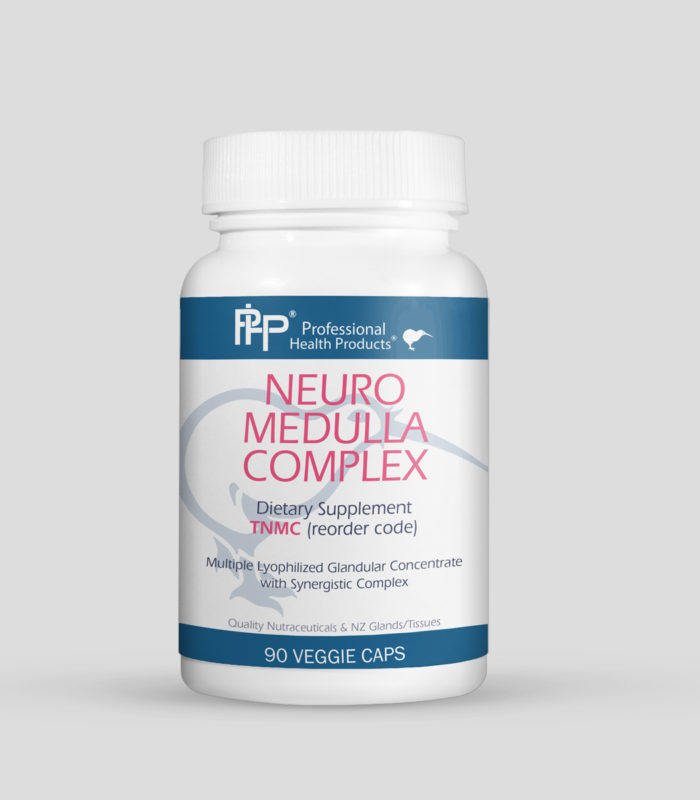 PHP®
Professional
Health Products®
NEURO
MEDULLA
COMPLEX
Dietary Supplement
TNMC (reorder code)
Multiple Lyophilized Glandular Concentrate
with Synergistic Complex
Quality Nutraceuticals & NZ Glands/Tissues
90 VEGGIE CAPS